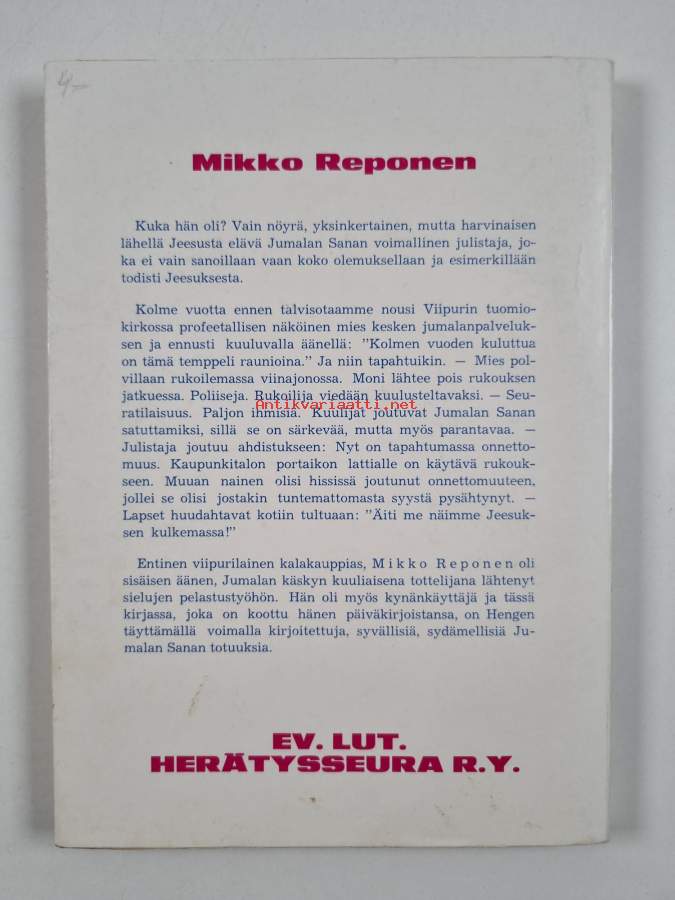 4-
Mikko Reponen
Kuka hän oli? Vain nöyrä, yksinkertainen, mutta harvinaisen
lähellä Jeesusta elävä Jumalan Sanan voimallinen julistaja, jo-
ka ei vain sanoillaan vaan koko olemuksellaan ja esimerkillään
todisti Jeesuksesta.
Kolme vuotta ennen talvisotaamme nousi Viipurin tuomio-
kirkossa profeetallisen näköinen mies kesken jumalanpalveluk-
sen ja ennusti kuuluvalla äänellä: ”Kolmen vuoden kuluttua
on tämä temppeli raunioina.” Ja niin tapahtuikin. — Mies pol-
villaan rukoilemassa viinajonossa. Moni lähtee pois rukouksen
jatkuessa. Poliiseja. Rukoilija viedään kuulusteltavaksi. — Seu-
Antikvariaatti.net
ratilaisuus. Paljon ihmisiä. Kuulijat joutuvat Jumalan Sanan
satuttamiksi, sillä se on särkevää, mutta myös parantavaa. —
Julistaja joutuu ahdistukseen: Nyt on tapahtumassa onnetto-
muus. Kaupunkitalon portaikon lattialle on käytävä rukouk-
seen. Muuan nainen olisi hississä joutunut onnettomuuteen,
jollei se olisi jostakin tuntemattomasta syystä pysähtynyt. —
Lapset huudahtavat kotiin tultuaan: ”Äiti me näimme Jeesuk-
sen kulkemassa!”
Entinen viipurilainen kalakauppias, Mikko Reponen oli
sisäisen äänen, Jumalan käskyn kuuliaisena tottelijana lähtenyt
sielujen pelastustyöhön. Hän oli myös kynänkäyttäjä ja tässä
kirjassa, joka on koottu hänen päiväkirjoistansa, on Hengen
täyttämällä voimalla kirjoitettuja, syvällisiä, sydämellisiä Ju-
malan Sanan totuuksia.
EV. LUT.
HERÄTYSSEURA R.Y.